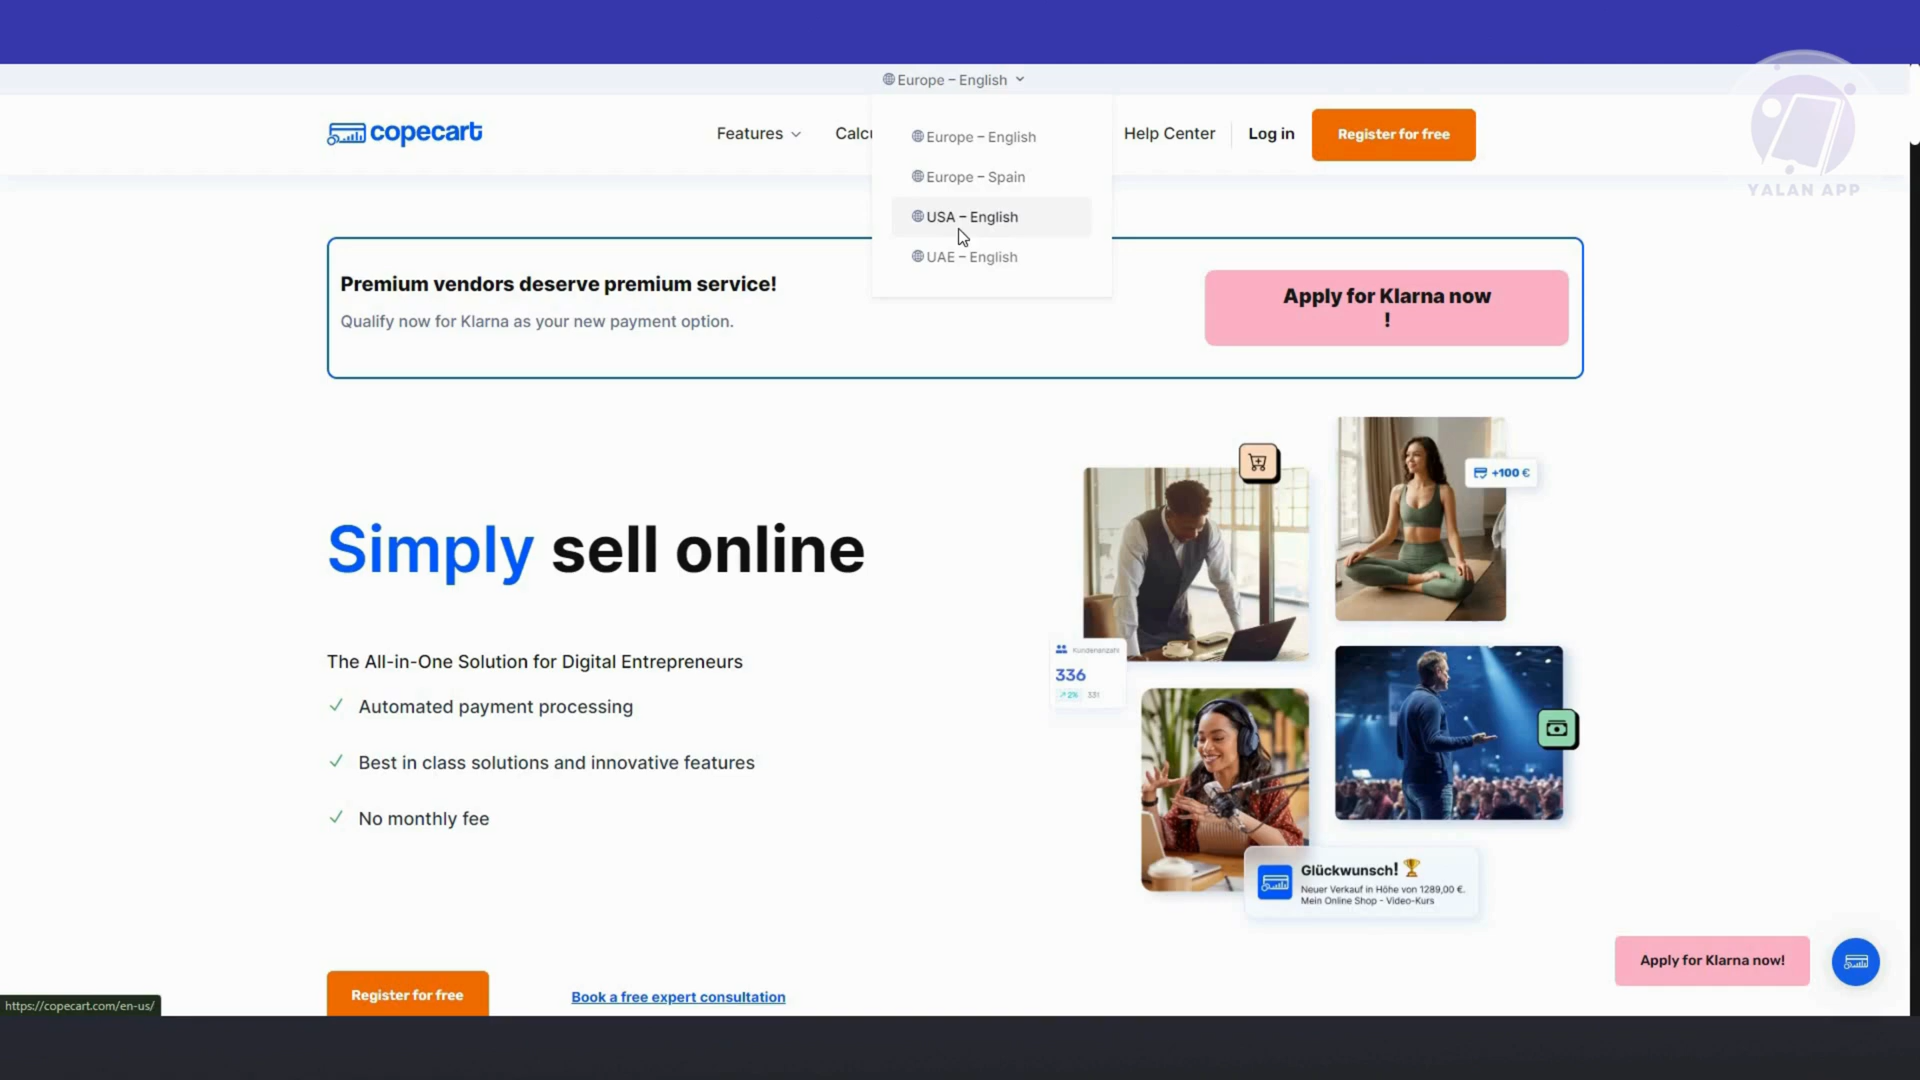 Europe – English
copecart
Features
Calcu
Help Center
Log in
Register for free
Europe – English
Europe – Spain
USA – English
UAE – English
YALAN APP
Premium vendors deserve premium service!
Qualify now for Klarna as your new payment option.
Apply for Klarna now
!
+100 €
Simply sell online
Kundenanzahl
336
2%
331
The All-in-One Solution for Digital Entrepreneurs
Automated payment processing
Best in class solutions and innovative features
No monthly fee
Glückwunsch! 🏆
Neuer Verkauf in Höhe von 1289,00 €.
Mein Online Shop - Video-Kurs
Apply for Klarna now!
Register for free
Book a free expert consultation
https://copecart.com/en-us/